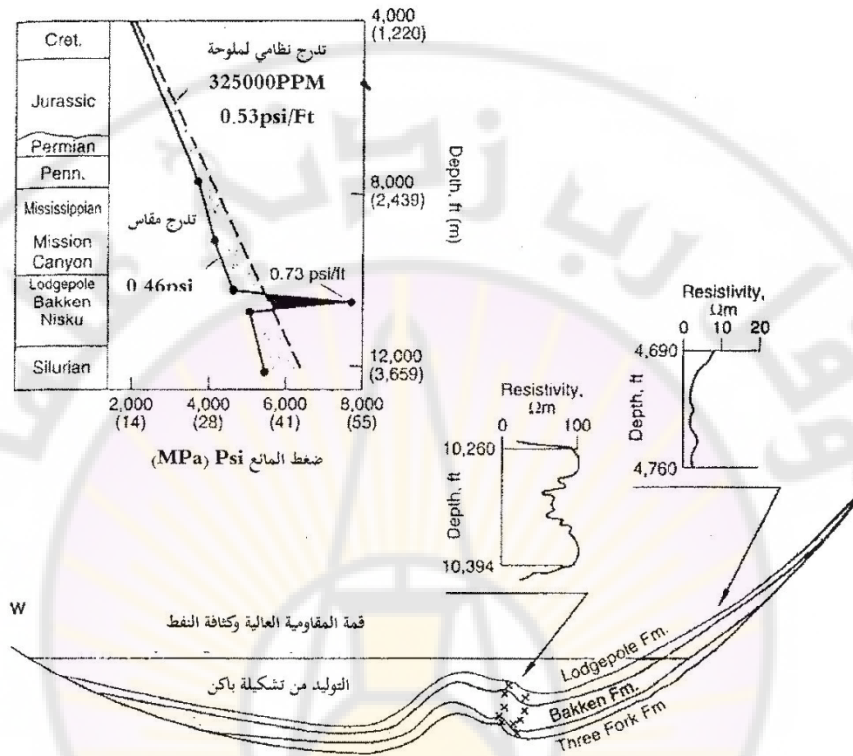 4,000
(1,220)
Cret.
Jurassic
Permian
Penn.
Mississippian
Mission
Canyon
Lodgepole
Bakken
Nisku
Silurian
تدرج نظامي لملوحة
325000PPM
0.53psi/Ft
تدرج مقاس
0.46psi
0.73 psi/ft
8,000
(2,439)
12,000
(3,659)
Depth, ft (m)
2,000
(14)
4,000
(28)
6,000
(41)
8,000
(55)
ضغط المائع Psi (MPa)
Resistivity,
Ωm
0 10 20
4,690
4,760
Depth, ft
Resistivity,
Ωm
0 100
10,260
10,394
Depth, ft
W
قمة المقاومية العالية وكثافة النفط
التوليد من تشكيلة باكن
Lodgepole Fm.
Bakken Fm.
Three Fork Fm